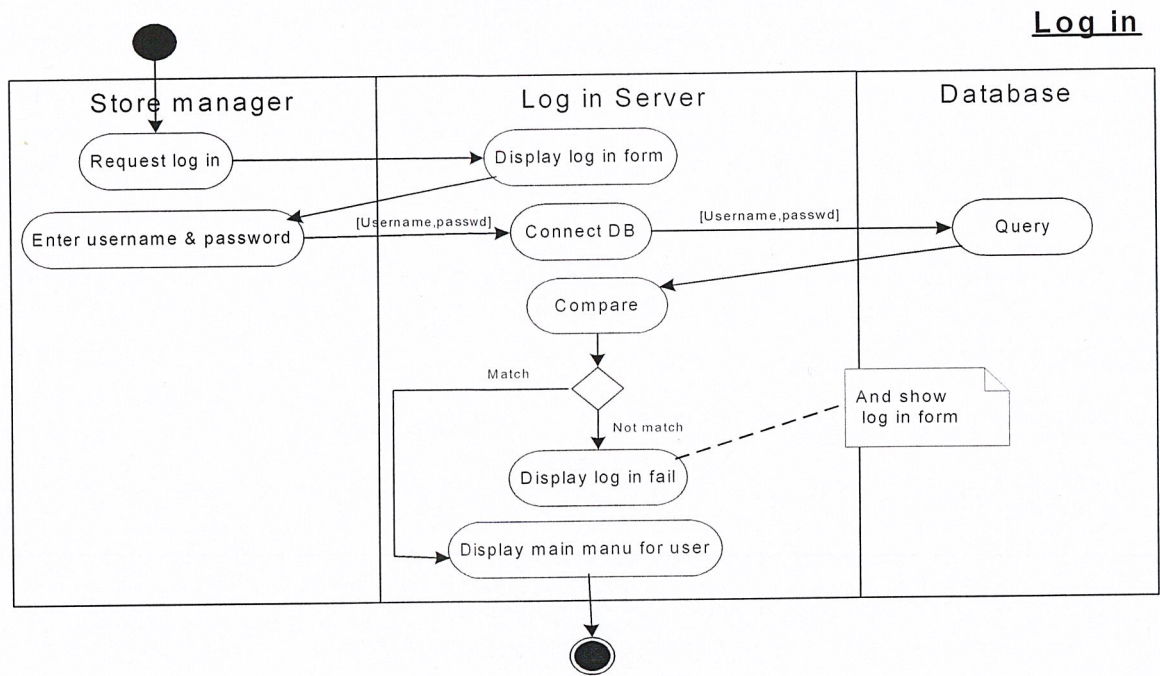 Log in
Store manager
Log in Server
Database
Request log in
Display log in form
Enter username & password
[Username,passwd]
Connect DB
[Username,passwd]
Query
Compare
Match
Not match
And show
log in form
Display log in fail
Display main manu for user